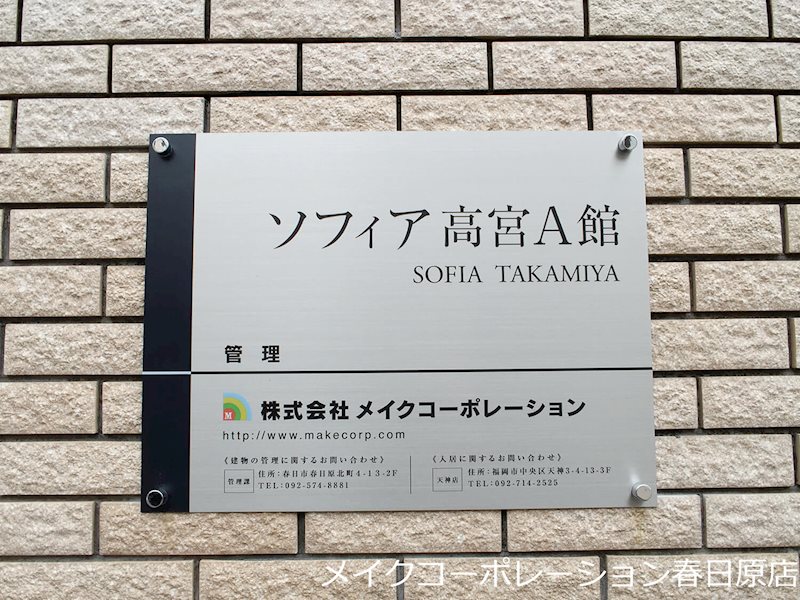 ソフィア高宮A館
SOFIA TAKAMIYA
管 理
M
株式会社 メイクコーポレーション
http://www.makecorp.com
《建物の管理に関するお問い合わせ》
管理課
住所:春日市春日原北町4-13-2F
TEL:092-574-8881
《入居に関するお問い合わせ》
天神店
住所:福岡市中央区天神3-4-13-3F
TEL:092-714-2525
メイクコーポレーション春日原店